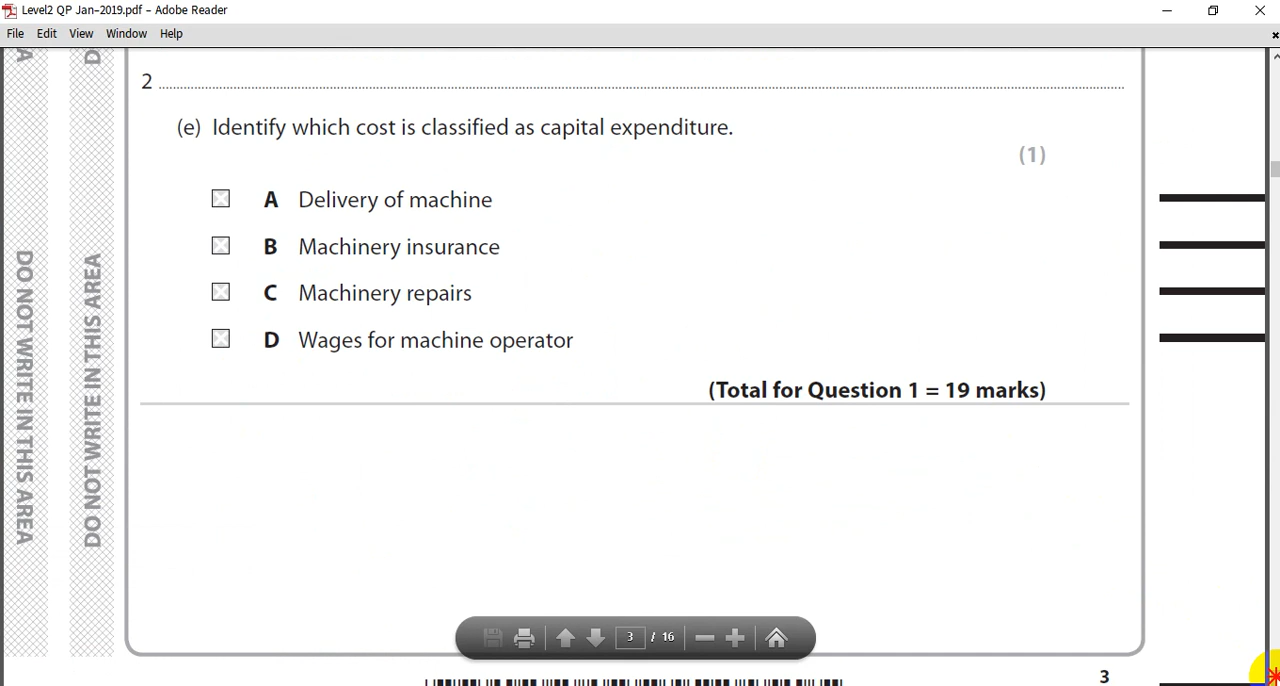 Level2 QP Jan-2019.pdf - Adobe Reader
File Edit View Window Help
A
D
2
(e) Identify which cost is classified as capital expenditure.
(1)
A Delivery of machine
B Machinery insurance
C Machinery repairs
D Wages for machine operator
(Total for Question 1 = 19 marks)
DO NOT WRITE IN THIS AREA
DO NOT WRITE IN THIS AREA
3 / 16
3